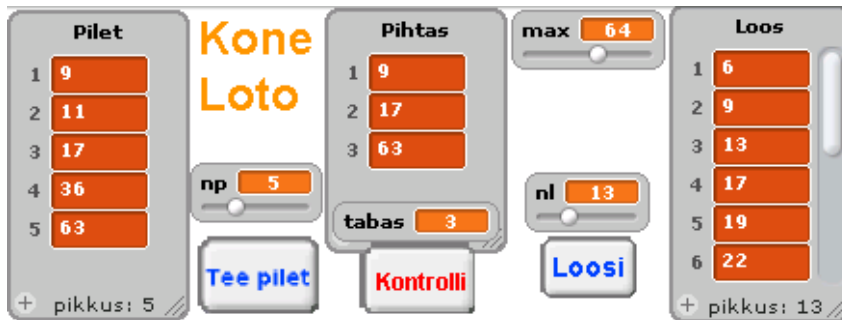 Pilet
1 9
2 11
3 17
4 36
5 63
+ pikkus: 5
Kone
Loto
np 5
Tee pilet
Pihtas
1 9
2 17
3 63
tabas 3
Kontrolli
max 64
nl 13
Loosi
Loos
1 6
2 9
3 13
4 17
5 19
6 22
+ pikkus: 13